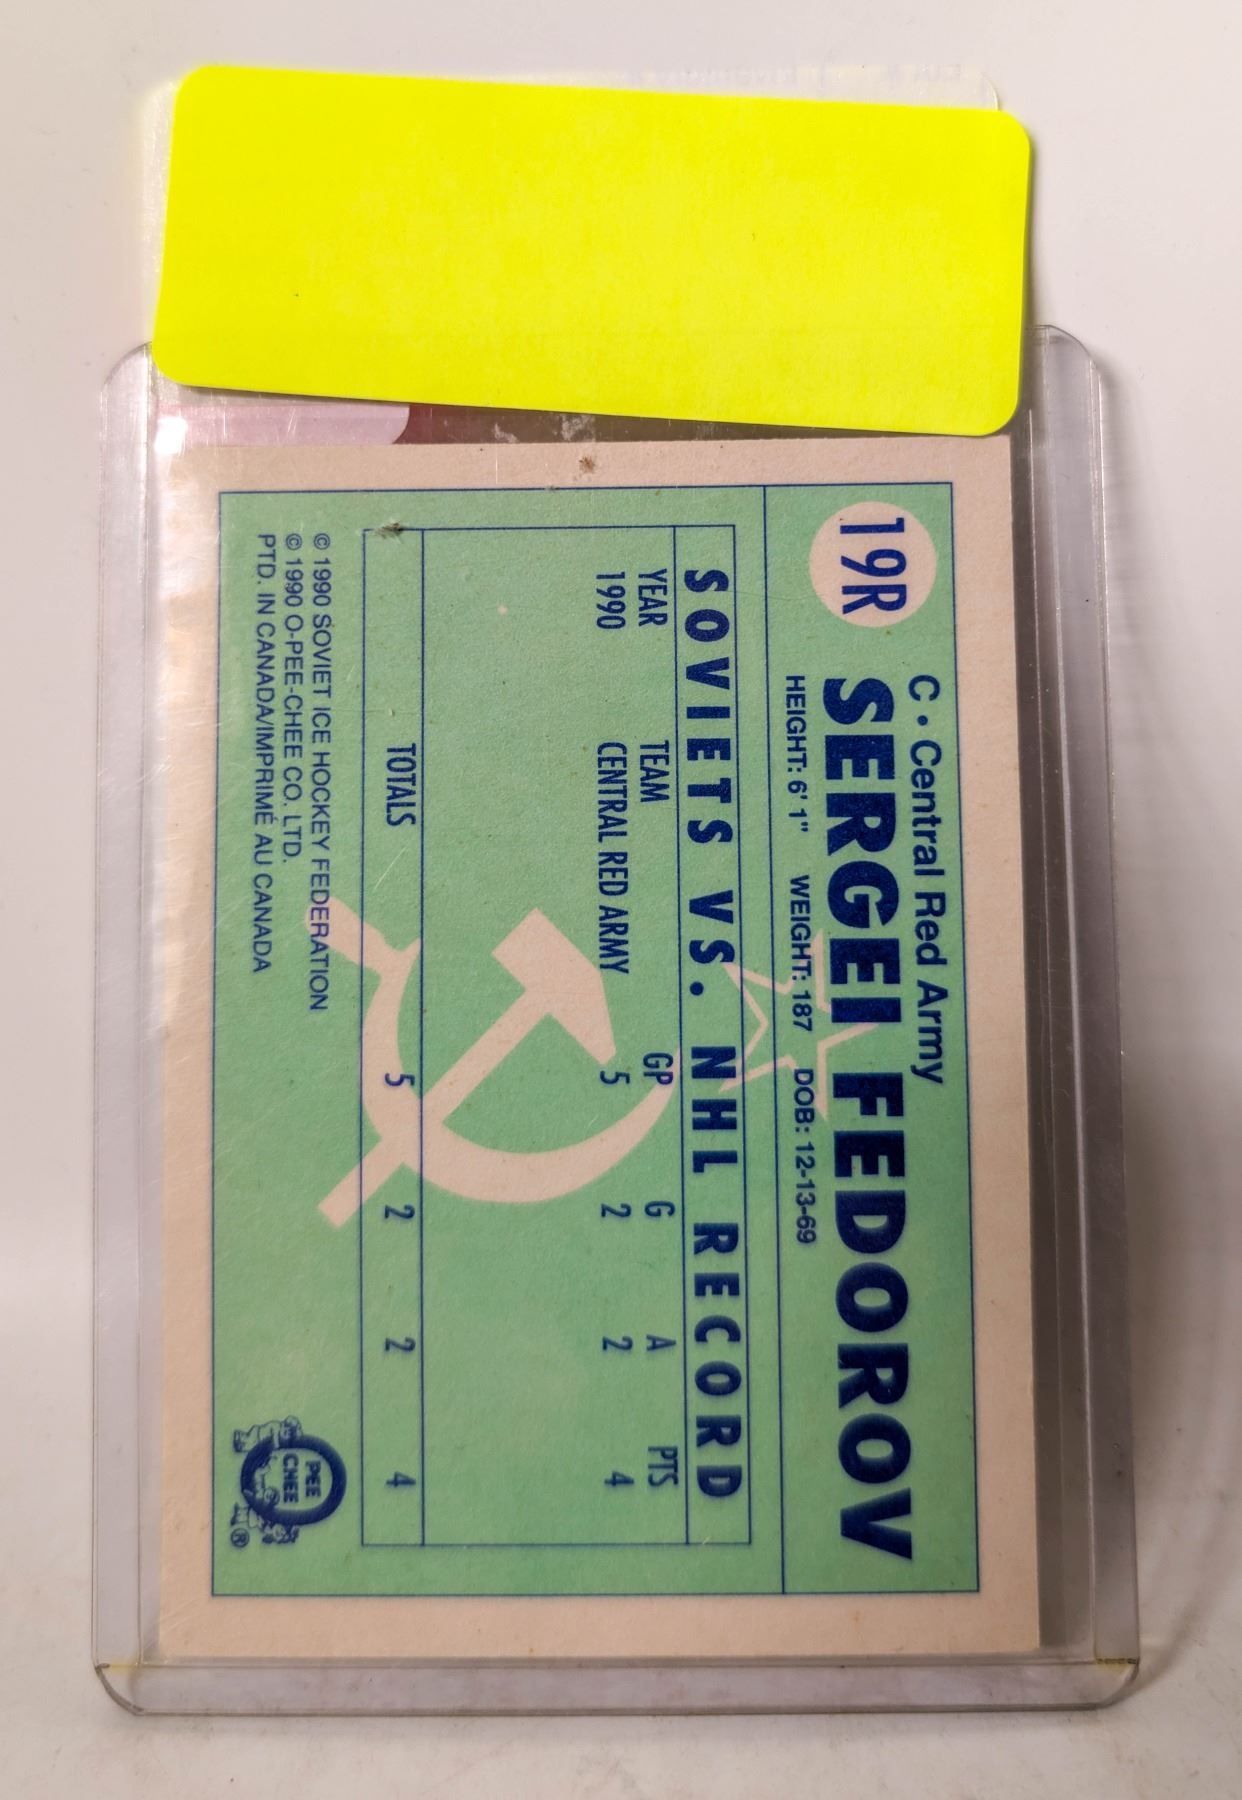 19R
C • Central Red Army
SERGEI FEDOROV
HEIGHT: 6' 1" WEIGHT: 187 DOB: 12-13-69
SOVIETS VS. NHL RECORD
YEAR TEAM GP G A PTS
1990 CENTRAL RED ARMY 5 2 2 4
TOTALS 5 2 2 4
© 1990 SOVIET ICE HOCKEY FEDERATION
© 1990 O-PEE-CHEE CO. LTD.
PTD. IN CANADA/IMPRIMÉ AU CANADA
PEE
CHEE
®